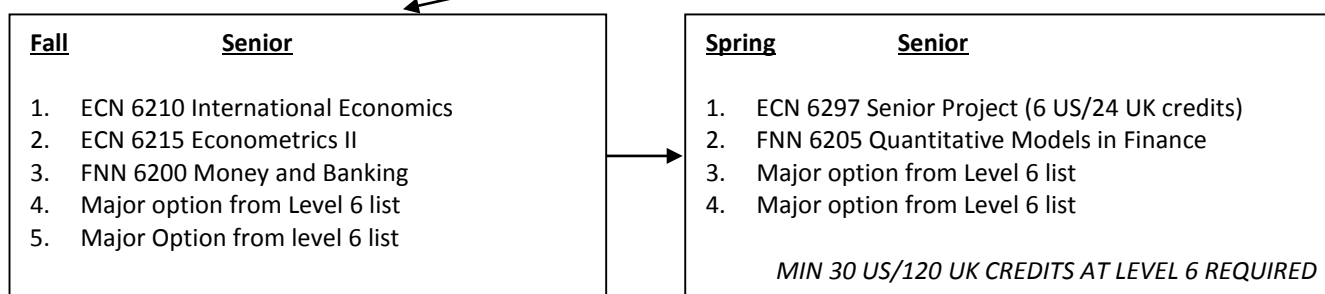 Fall Senior
1. ECN 6210 International Economics
2. ECN 6215 Econometrics II
3. FNN 6200 Money and Banking
4. Major option from Level 6 list
5. Major Option from level 6 list
Spring Senior
1. ECN 6297 Senior Project (6 US/24 UK credits)
2. FNN 6205 Quantitative Models in Finance
3. Major option from Level 6 list
4. Major option from Level 6 list
MIN 30 US/120 UK CREDITS AT LEVEL 6 REQUIRED